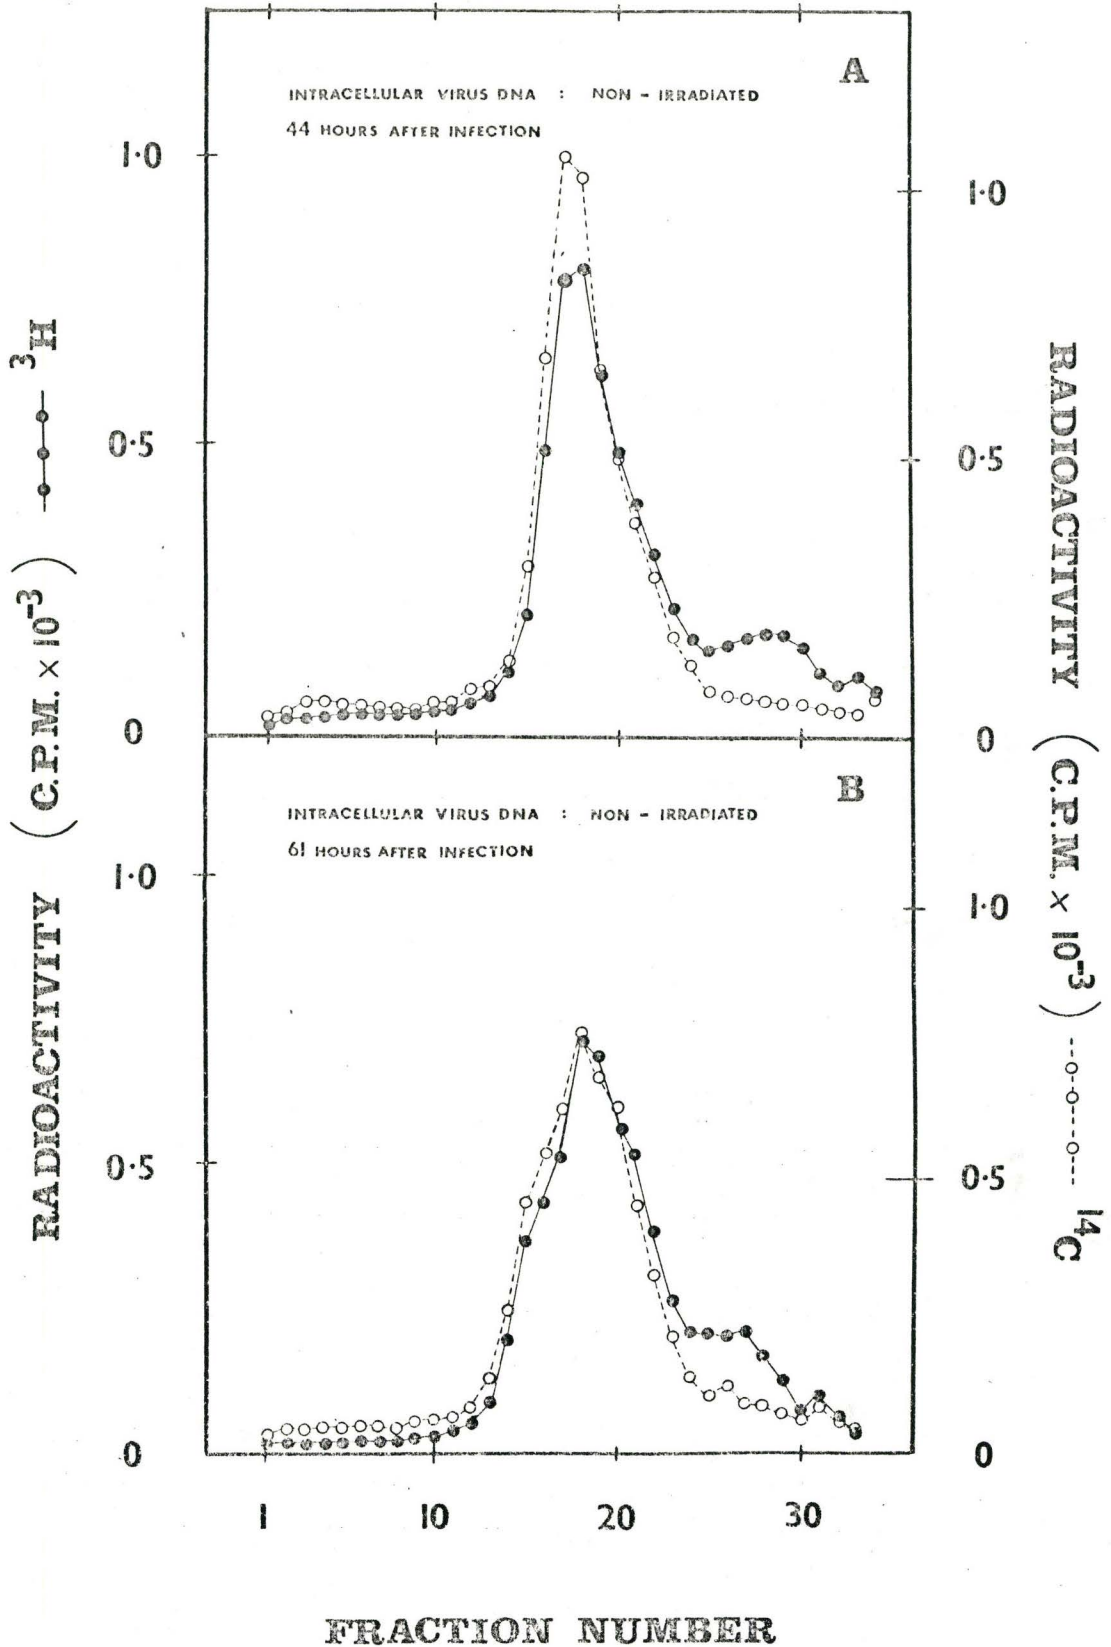 A
INTRACELLULAR VIRUS DNA : NON - IRRADIATED
44 HOURS AFTER INFECTION
1·0
0·5
0
1·0
0·5
0
B
INTRACELLULAR VIRUS DNA : NON - IRRADIATED
61 HOURS AFTER INFECTION
1·0
0·5
0
1·0
0·5
0
1 10 20 30
FRACTION NUMBER
RADIOACTIVITY (C.P.M. × 10⁻³) ³H
RADIOACTIVITY (C.P.M. × 10⁻³) ¹⁴C